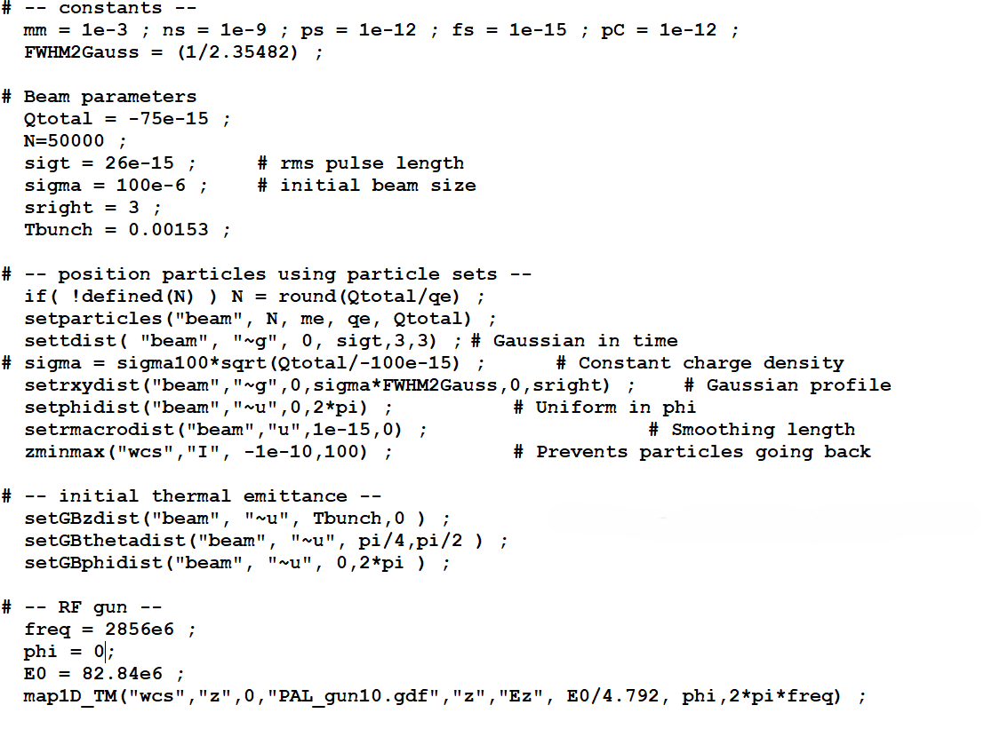 # -- constants --
mm = 1e-3 ; ns = 1e-9 ; ps = 1e-12 ; fs = 1e-15 ; pC = 1e-12 ;
FWHM2Gauss = (1/2.35482) ;
# Beam parameters
Qtotal = -75e-15 ;
N=50000 ;
sigt = 26e-15 ; # rms pulse length
sigma = 100e-6 ; # initial beam size
sright = 3 ;
Tbunch = 0.00153 ;
# -- position particles using particle sets --
if( !defined(N) ) N = round(Qtotal/qe) ;
setparticles("beam", N, me, qe, Qtotal) ;
settdist( "beam", "~g", 0, sigt,3,3) ; # Gaussian in time
# sigma = sigma100*sqrt(Qtotal/-100e-15) ; # Constant charge density
setrxydist("beam","~g",0,sigma*FWHM2Gauss,0,sright) ; # Gaussian profile
setphidist("beam","~u",0,2*pi) ; # Uniform in phi
setrmacrodist("beam","u",1e-15,0) ; # Smoothing length
zminmax("wcs","I", -1e-10,100) ; # Prevents particles going back
# -- initial thermal emittance --
setGBzdist("beam", "~u", Tbunch,0 ) ;
setGBthetadist("beam", "~u", pi/4,pi/2 ) ;
setGBphidist("beam", "~u", 0,2*pi ) ;
# -- RF gun --
freq = 2856e6 ;
phi = 0;
E0 = 82.84e6 ;
map1D_TM("wcs","z",0,"PAL_gun10.gdf","z","Ez", E0/4.792, phi,2*pi*freq) ;